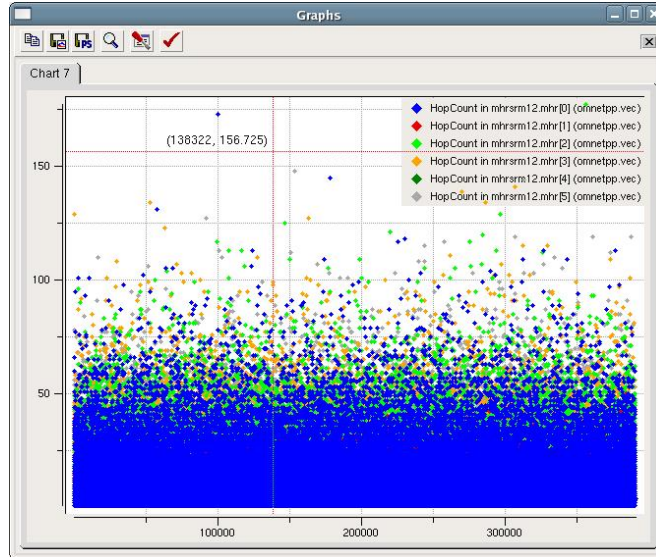 Graphs
PS
Chart 7
HopCount in mhrsrm12.mhr[0] (omnetpp.vec)
HopCount in mhrsrm12.mhr[1] (omnetpp.vec)
HopCount in mhrsrm12.mhr[2] (omnetpp.vec)
HopCount in mhrsrm12.mhr[3] (omnetpp.vec)
HopCount in mhrsrm12.mhr[4] (omnetpp.vec)
HopCount in mhrsrm12.mhr[5] (omnetpp.vec)
(138322, 156.725)
150
100
50
100000
200000
300000